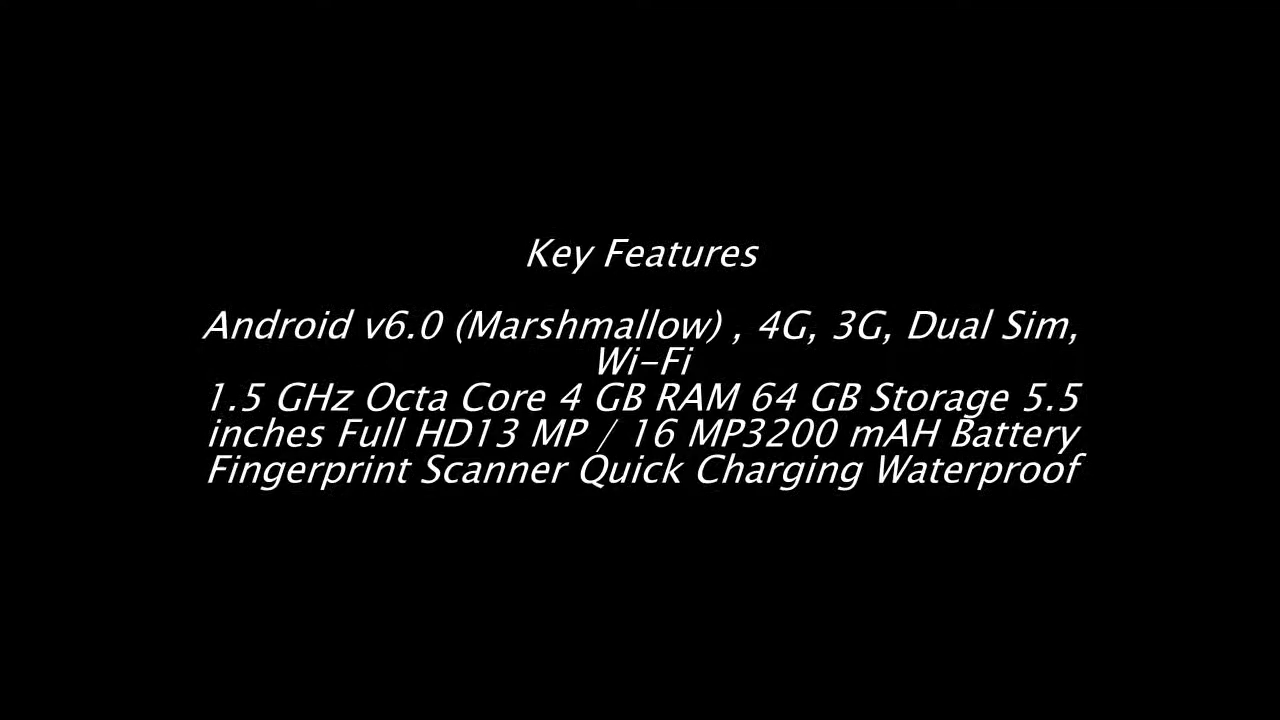 Key Features
Android v6.0 (Marshmallow) , 4G, 3G, Dual Sim,
Wi-Fi
1.5 GHz Octa Core 4 GB RAM 64 GB Storage 5.5
inches Full HD13 MP / 16 MP3200 mAH Battery
Fingerprint Scanner Quick Charging Waterproof